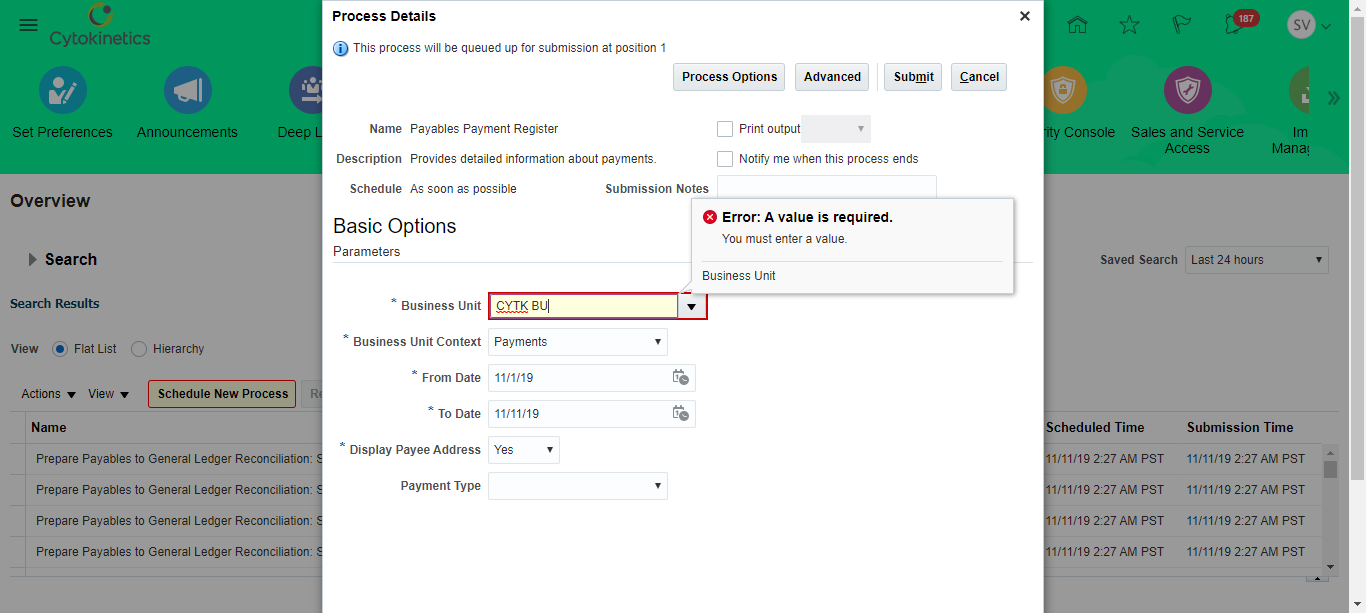 Process Details
This process will be queued up for submission at position 1
Process Options Advanced Submit Cancel
Name Payables Payment Register Print output
Description Provides detailed information about payments. Notify me when this process ends
Schedule As soon as possible Submission Notes
Error: A value is required.
You must enter a value.
Business Unit
Basic Options
Parameters
* Business Unit CYTK BU
* Business Unit Context Payments
* From Date 11/1/19
* To Date 11/11/19
* Display Payee Address Yes
Payment Type
Cytokinetics
187
SV
Set Preferences Announcements Deep L
rity Console Sales and Service Access Im
Manag
Overview
Search
Saved Search Last 24 hours
Search Results
View Flat List Hierarchy
Actions View Schedule New Process Re
Name Scheduled Time Submission Time
Prepare Payables to General Ledger Reconciliation: S 11/11/19 2:27 AM PST 11/11/19 2:27 AM PST
Prepare Payables to General Ledger Reconciliation: S 11/11/19 2:27 AM PST 11/11/19 2:27 AM PST
Prepare Payables to General Ledger Reconciliation: S 11/11/19 2:27 AM PST 11/11/19 2:27 AM PST
Prepare Payables to General Ledger Reconciliation: S 11/11/19 2:27 AM PST 11/11/19 2:27 AM PST